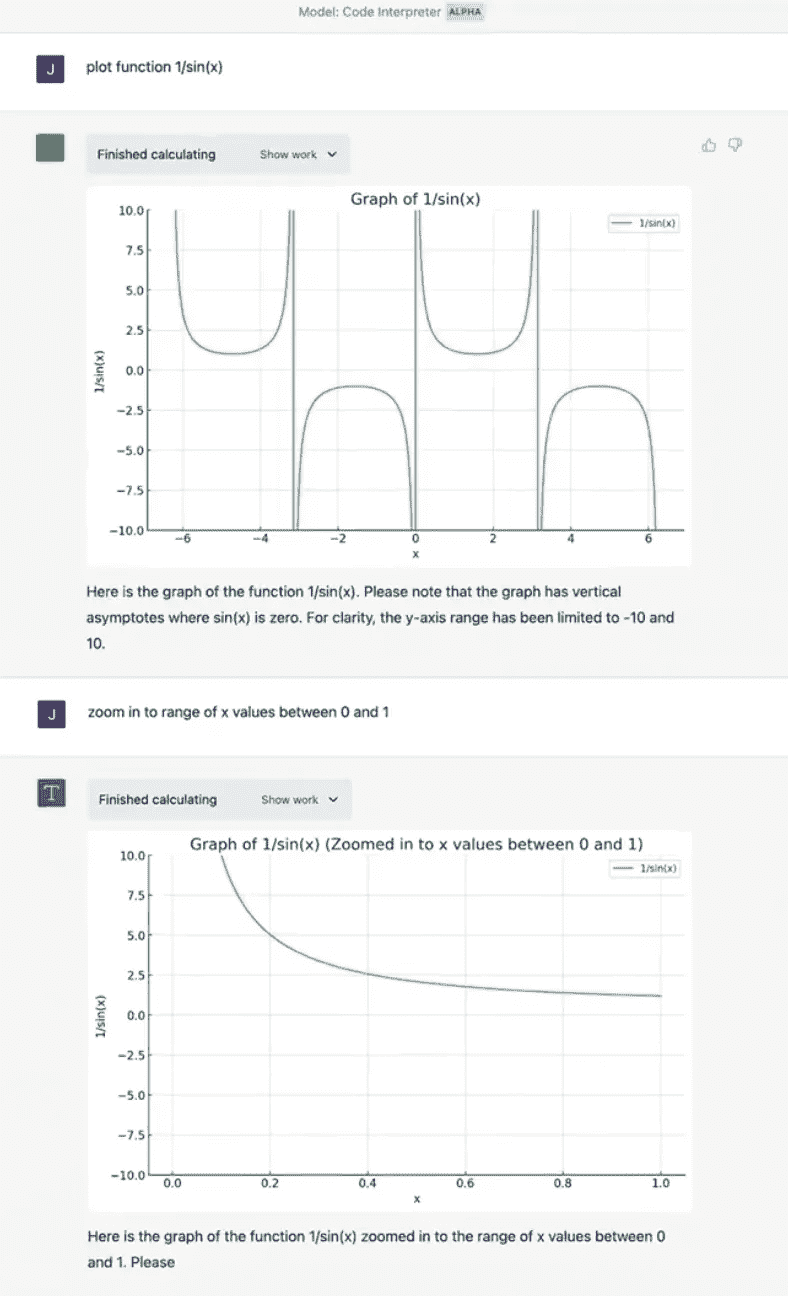 Model: Code Interpreter ALPHA
J
plot function 1/sin(x)
Finished calculating Show work
Graph of 1/sin(x)
1/sin(x)
10.0
7.5
5.0
2.5
0.0
−2.5
−5.0
−7.5
−10.0
1/sin(x)
−6 −4 −2 0 2 4 6
x
Here is the graph of the function 1/sin(x). Please note that the graph has vertical
asymptotes where sin(x) is zero. For clarity, the y-axis range has been limited to -10 and
10.
J
zoom in to range of x values between 0 and 1
T
Finished calculating Show work
Graph of 1/sin(x) (Zoomed in to x values between 0 and 1)
1/sin(x)
10.0
7.5
5.0
2.5
0.0
−2.5
−5.0
−7.5
−10.0
1/sin(x)
0.0 0.2 0.4 0.6 0.8 1.0
x
Here is the graph of the function 1/sin(x) zoomed in to the range of x values between 0
and 1. Please